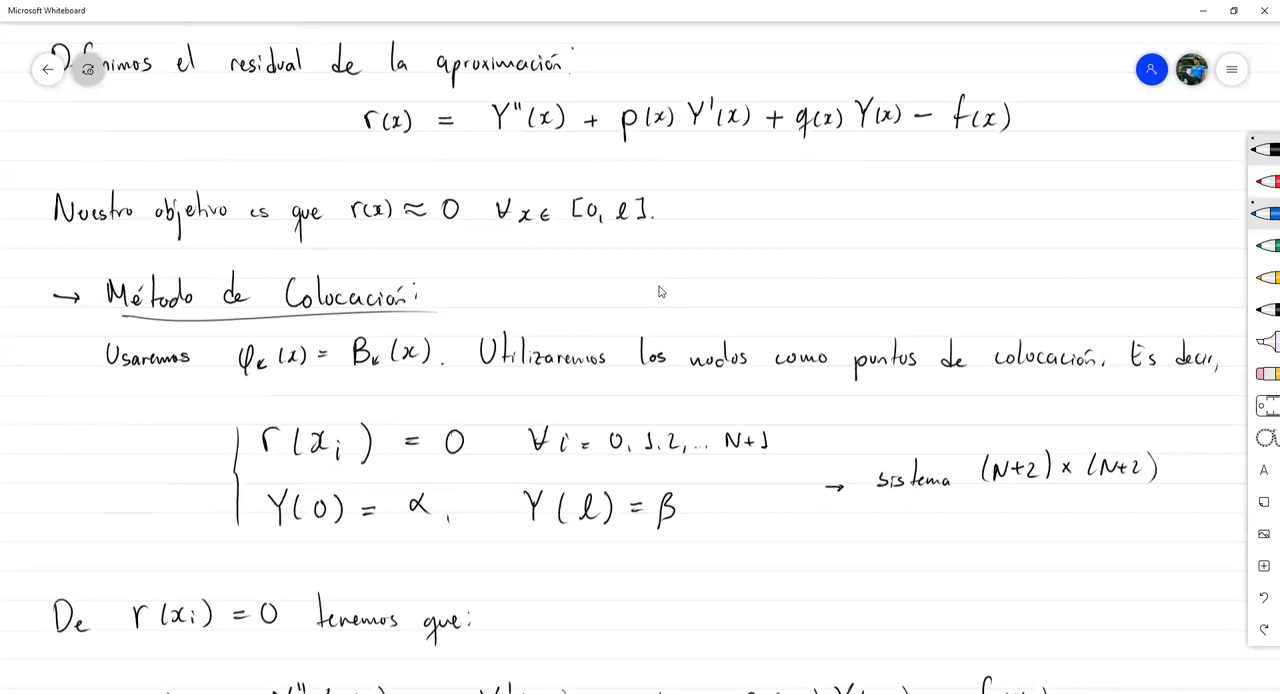 Microsoft Whiteboard
el residual de la aproximación:
r(x) = Y''(x) + p(x) Y'(x) + q(x) Y(x) - f(x)
Nuestro objetivo es que r(x) ≈ 0 ∀x ∈ [0, l].
→ Método de Colocación:
Usaremos φₖ(x) = Bₖ(x). Utilizaremos los nodos como puntos de colocación. Es decir,
r(xᵢ) = 0 ∀i = 0, 1, 2, ... N+1
→ sistema (N+2) x (N+2)
Y(0) = α, Y(l) = β
De r(xᵢ) = 0 tenemos que:
A